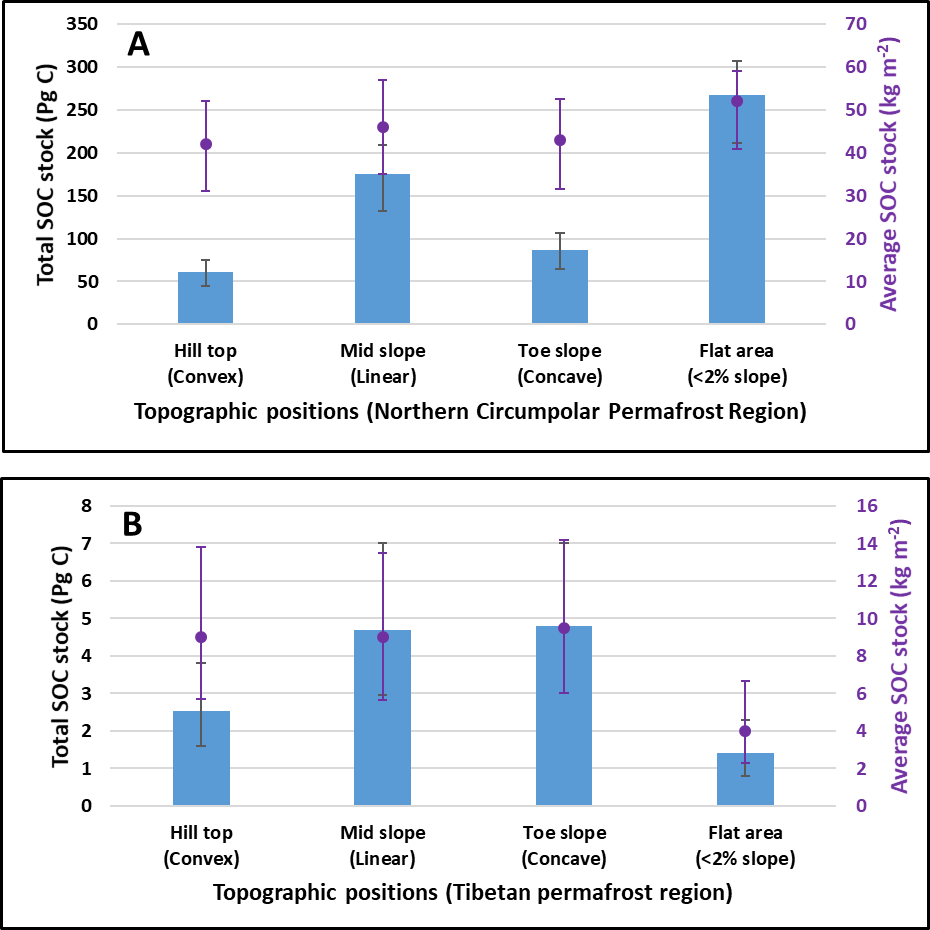 A
Total SOC stock (Pg C)
350
300
250
200
150
100
50
0
70
60
50
40
30
20
10
0
Average SOC stock (kg m-2)
Hill top
(Convex)
Mid slope
(Linear)
Toe slope
(Concave)
Flat area
(<2% slope)
Topographic positions (Northern Circumpolar Permafrost Region)
B
Total SOC stock (Pg C)
8
7
6
5
4
3
2
1
0
16
14
12
10
8
6
4
2
0
Average SOC stock (kg m-2)
Hill top
(Convex)
Mid slope
(Linear)
Toe slope
(Concave)
Flat area
(<2% slope)
Topographic positions (Tibetan permafrost region)